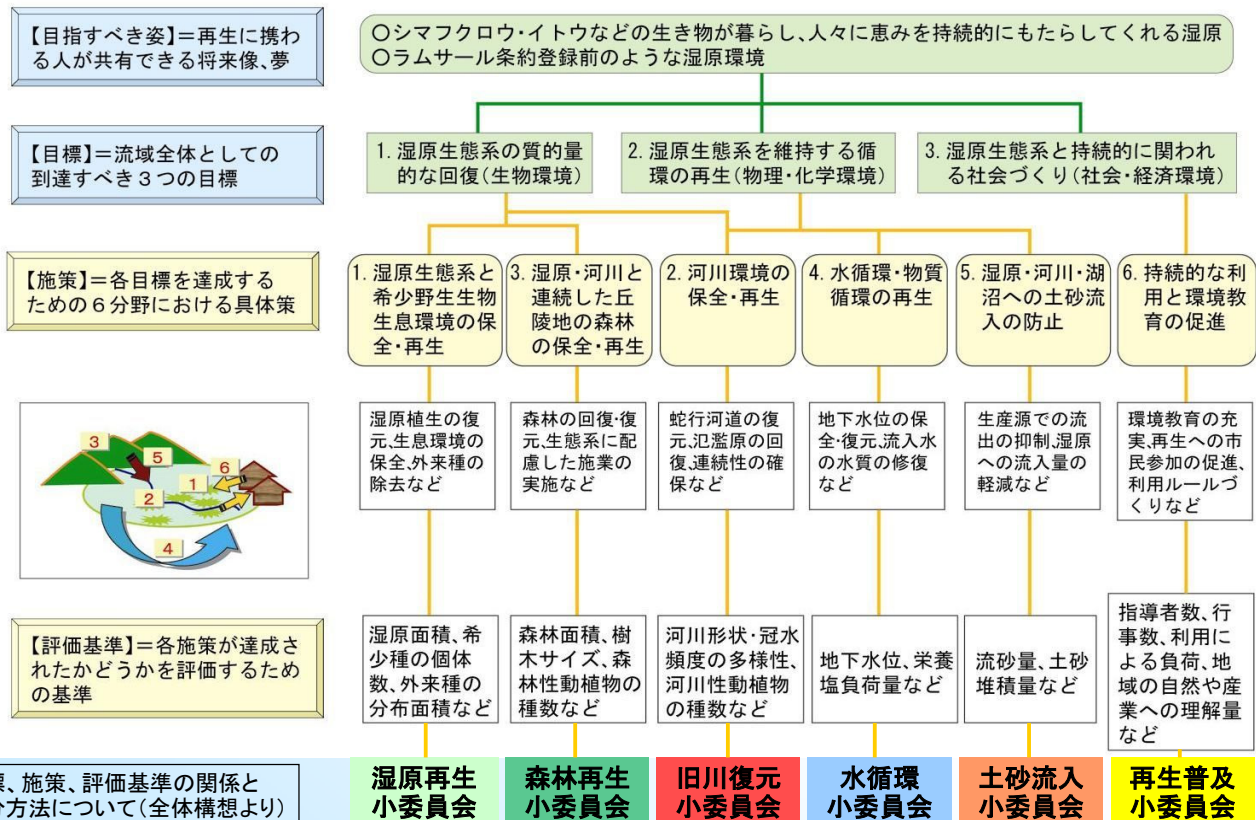 【目指すべき姿】＝再生に携わ
る人が共有できる将来像、夢
○シマフクロウ・イトウなどの生き物が暮らし、人々に恵みを持続的にもたらしてくれる湿原
○ラムサール条約登録前のような湿原環境
【目標】＝流域全体としての
到達すべき３つの目標
1. 湿原生態系の質的量
的な回復(生物環境)
2. 湿原生態系を維持する循
環の再生(物理・化学環境)
3. 湿原生態系と持続的に関われ
る社会づくり(社会・経済環境)
【施策】＝各目標を達成する
ための６分野における具体策
1. 湿原生態系と
希少野生生物
生息環境の保
全・再生
3. 湿原・河川と
連続した丘
陵地の森林
の保全・再生
2. 河川環境の
保全・再生
4. 水循環・物質
循環の再生
5. 湿原・河川・湖
沼への土砂流
入の防止
6. 持続的な利
用と環境教
育の促進
3
5
6
1
2
4
湿原植生の復
元、生息環境の
保全、外来種の
除去など
森林の回復・復
元、生態系に配
慮した施業の
実施など
蛇行河道の復
元、氾濫原の回
復、連続性の確
保など
地下水位の保
全・復元、流入水
の水質の修復
など
生産源での流
出の抑制、湿原
への流入量の
軽減など
環境教育の充
実、再生への市
民参加の促進、
利用ルールづ
くりなど
【評価基準】＝各施策が達成さ
れたかどうかを評価するため
の基準
湿原面積、希
少種の個体
数、外来種の
分布面積など
森林面積、樹
木サイズ、森
林性動植物の
種数など
河川形状・冠水
頻度の多様性、
河川性動植物
の種数など
地下水位、栄養
塩負荷量など
流砂量、土砂
堆積量など
指導者数、行
事数、利用に
よる負荷、地
域の自然や産
業への理解量
など
、施策、評価基準の関係と
方法について(全体構想より)
湿原再生
小委員会
森林再生
小委員会
旧川復元
小委員会
水循環
小委員会
土砂流入
小委員会
再生普及
小委員会